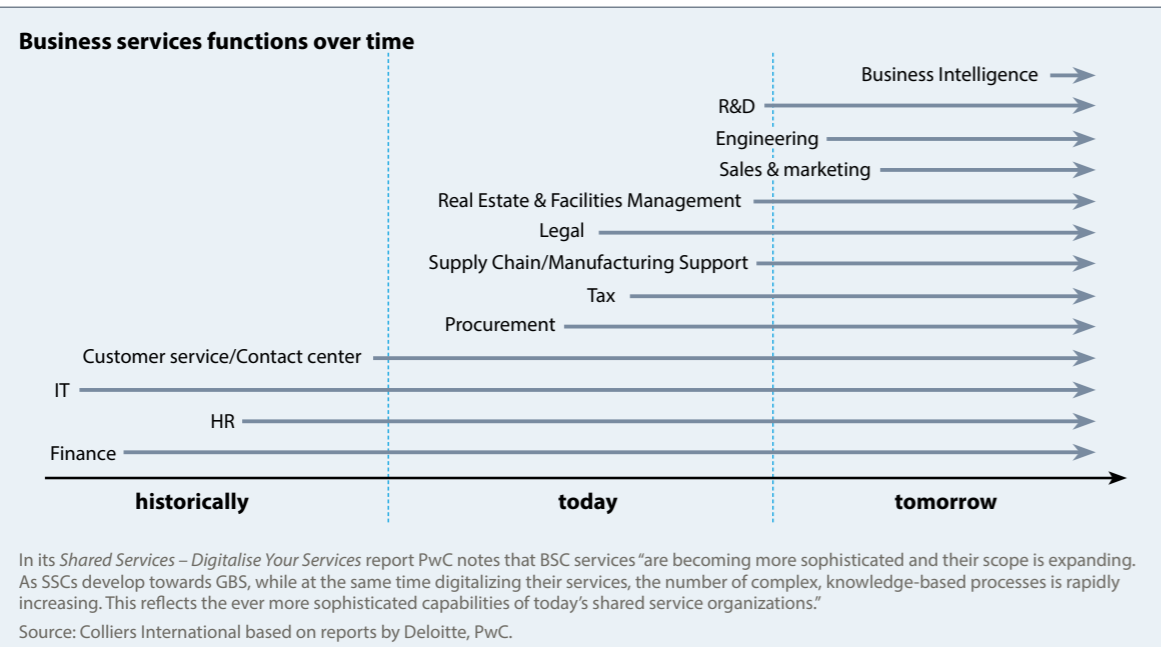 Business services functions over time
Business Intelligence
R&D
Engineering
Sales & marketing
Real Estate & Facilities Management
Legal
Supply Chain/Manufacturing Support
Tax
Procurement
Customer service/Contact center
IT
HR
Finance
historically today tomorrow
In its Shared Services – Digitalise Your Services report PwC notes that BSC services “are becoming more sophisticated and their scope is expanding.
As SSCs develop towards GBS, while at the same time digitalizing their services, the number of complex, knowledge-based processes is rapidly
increasing. This reflects the ever more sophisticated capabilities of today’s shared service organizations.”
Source: Colliers International based on reports by Deloitte, PwC.